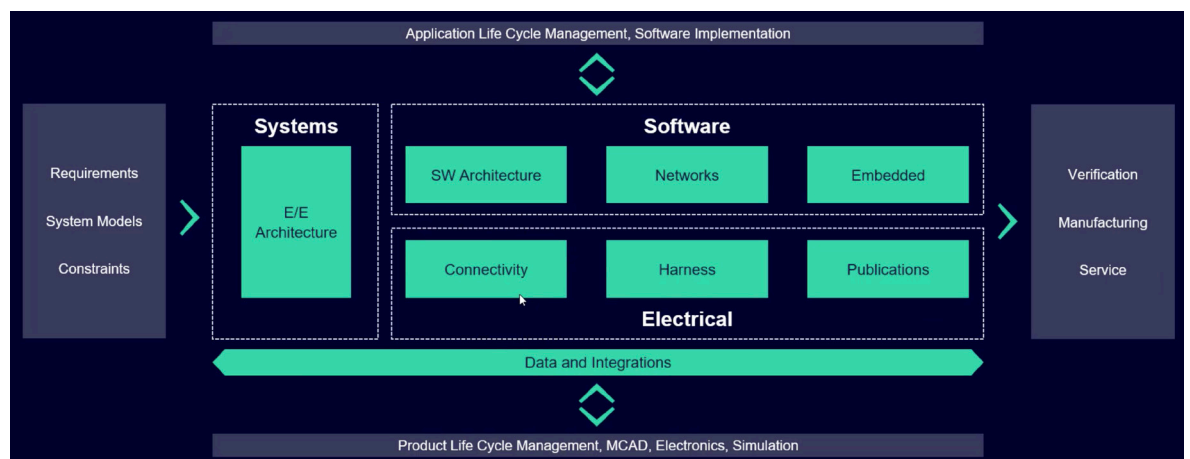 Application Life Cycle Management, Software Implementation
Requirements
System Models
Constraints
Systems
E/E
Architecture
Software
SW Architecture
Networks
Embedded
Connectivity
Harness
Publications
Electrical
Verification
Manufacturing
Service
Data and Integrations
Product Life Cycle Management, MCAD, Electronics, Simulation